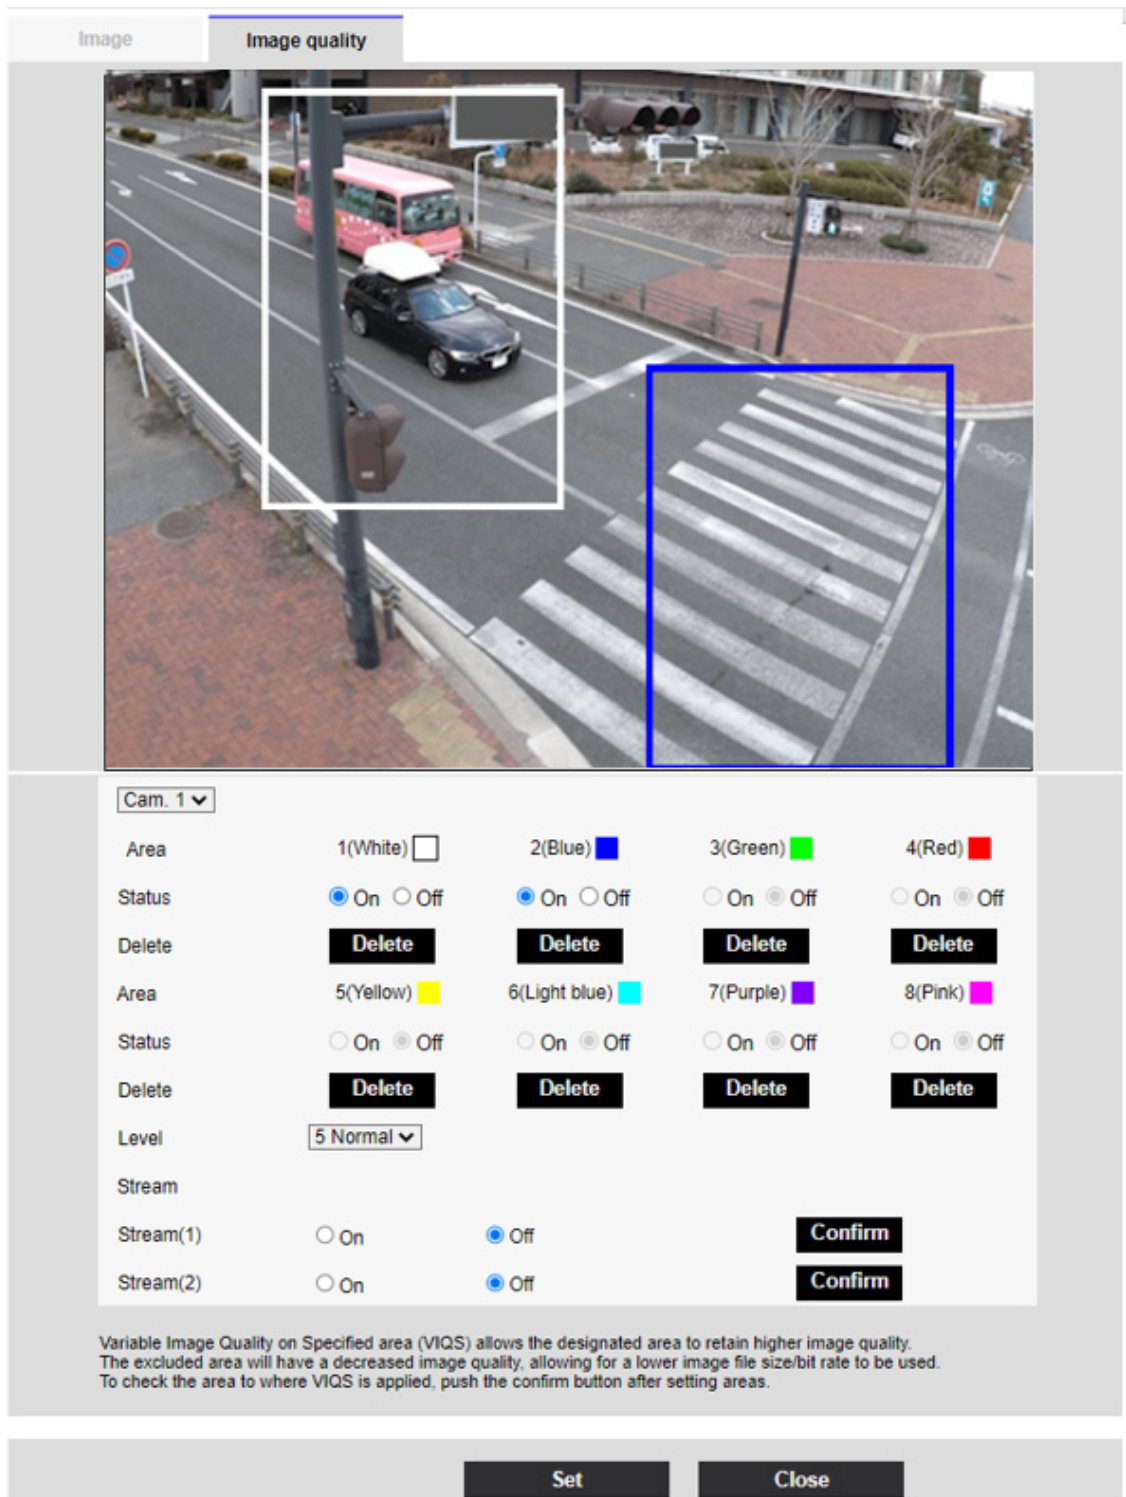 Image Image quality
Cam. 1
Area 1(White) 2(Blue) 3(Green) 4(Red)
Status On Off On Off On Off On Off
Delete Delete Delete Delete Delete
Area 5(Yellow) 6(Light blue) 7(Purple) 8(Pink)
Status On Off On Off On Off On Off
Delete Delete Delete Delete Delete
Level 5 Normal
Stream
Stream(1) On Off Confirm
Stream(2) On Off Confirm
Variable Image Quality on Specified area (VIQS) allows the designated area to retain higher image quality.
The excluded area will have a decreased image quality, allowing for a lower image file size/bit rate to be used.
To check the area to where VIQS is applied, push the confirm button after setting areas.
Set Close